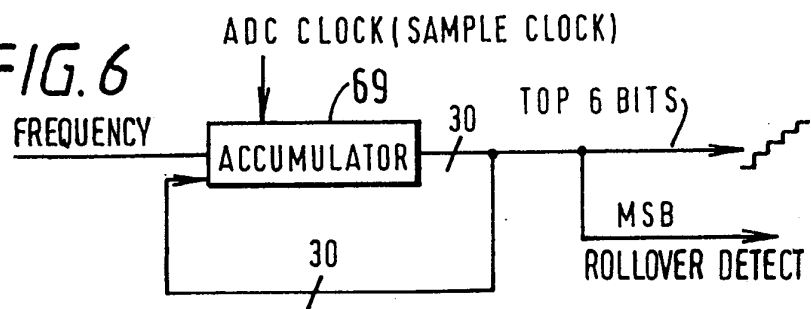 FIG. 6
ADC CLOCK (SAMPLE CLOCK)
69
FREQUENCY
ACCUMULATOR
30
TOP 6 BITS
MSB
ROLLOVER DETECT
30